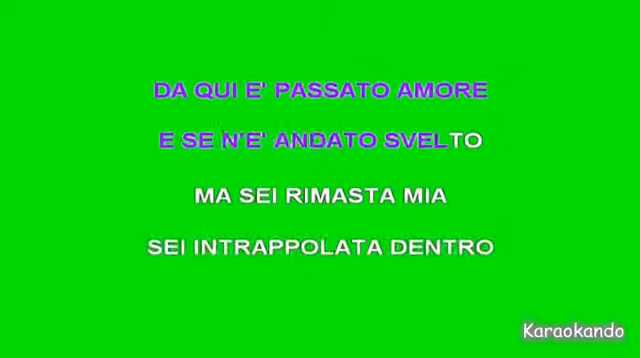 DA QUI E' PASSATO AMORE
E SE N'E' ANDATO SVELTO
MA SEI RIMASTA MIA
SEI INTRAPPOLATA DENTRO
Karaokando